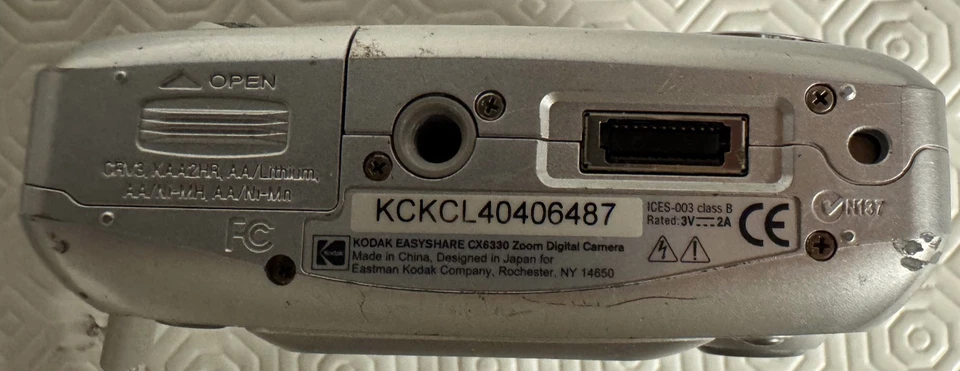 OPEN
CRV3, KAA2HR, AA/Lithium,
AA/Ni-MH, AA/Ni-Mn
FC
KCKCL40406487
ICES-003 class B
Rated: 3V⎓2A
CE
N137
Kodak
KODAK EASYSHARE CX6330 Zoom Digital Camera
Made in China, Designed in Japan for
Eastman Kodak Company, Rochester, NY 14650